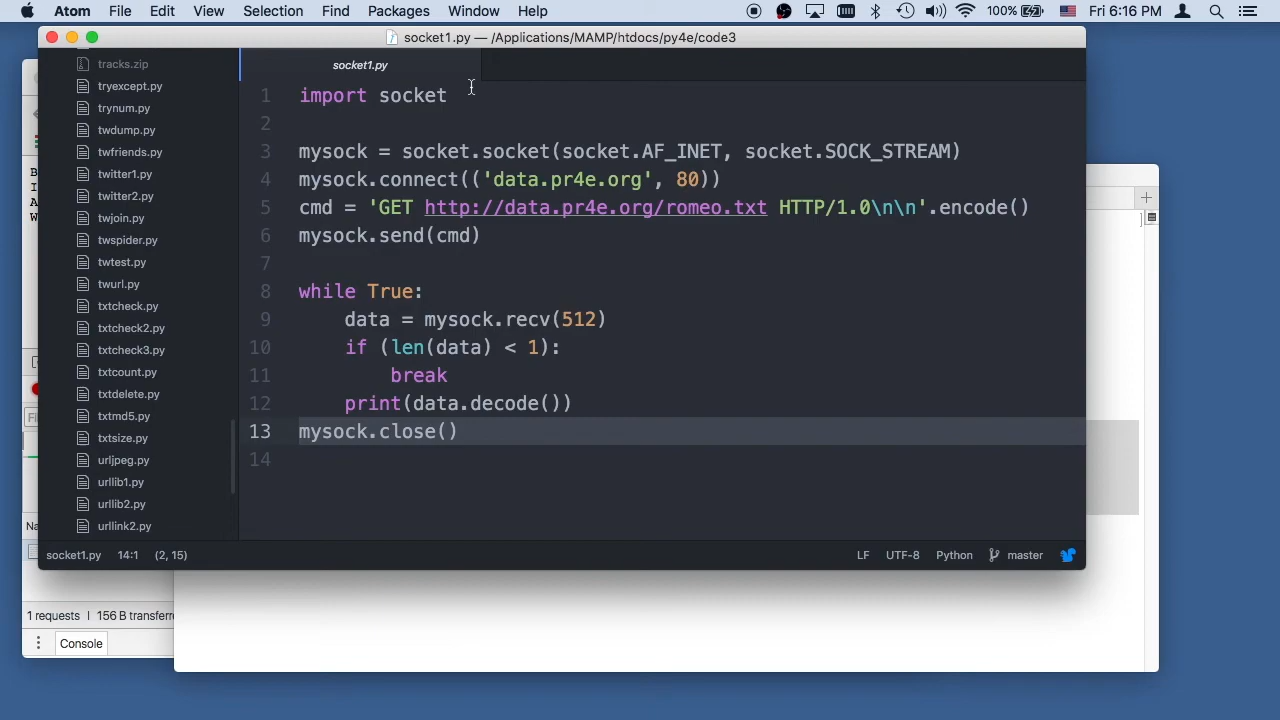 Atom File Edit View Selection Find Packages Window Help 100% Fri 6:16 PM
socket1.py — /Applications/MAMP/htdocs/py4e/code3
tracks.zip
tryexcept.py
trynum.py
twdump.py
twfriends.py
twitter1.py
twitter2.py
twjoin.py
twspider.py
twtest.py
twurl.py
txtcheck.py
txtcheck2.py
txtcheck3.py
txtcount.py
txtdelete.py
txtmd5.py
txtsize.py
urljpeg.py
urllib1.py
urllib2.py
urllink2.py
socket1.py
1 import socket
2
3 mysock = socket.socket(socket.AF_INET, socket.SOCK_STREAM)
4 mysock.connect(('data.pr4e.org', 80))
5 cmd = 'GET http://data.pr4e.org/romeo.txt HTTP/1.0\n\n'.encode()
6 mysock.send(cmd)
7
8 while True:
9 data = mysock.recv(512)
10 if (len(data) < 1):
11 break
12 print(data.decode())
13 mysock.close()
14
socket1.py 14:1 (2, 15) LF UTF-8 Python master
1 requests | 156 B transferre
Console